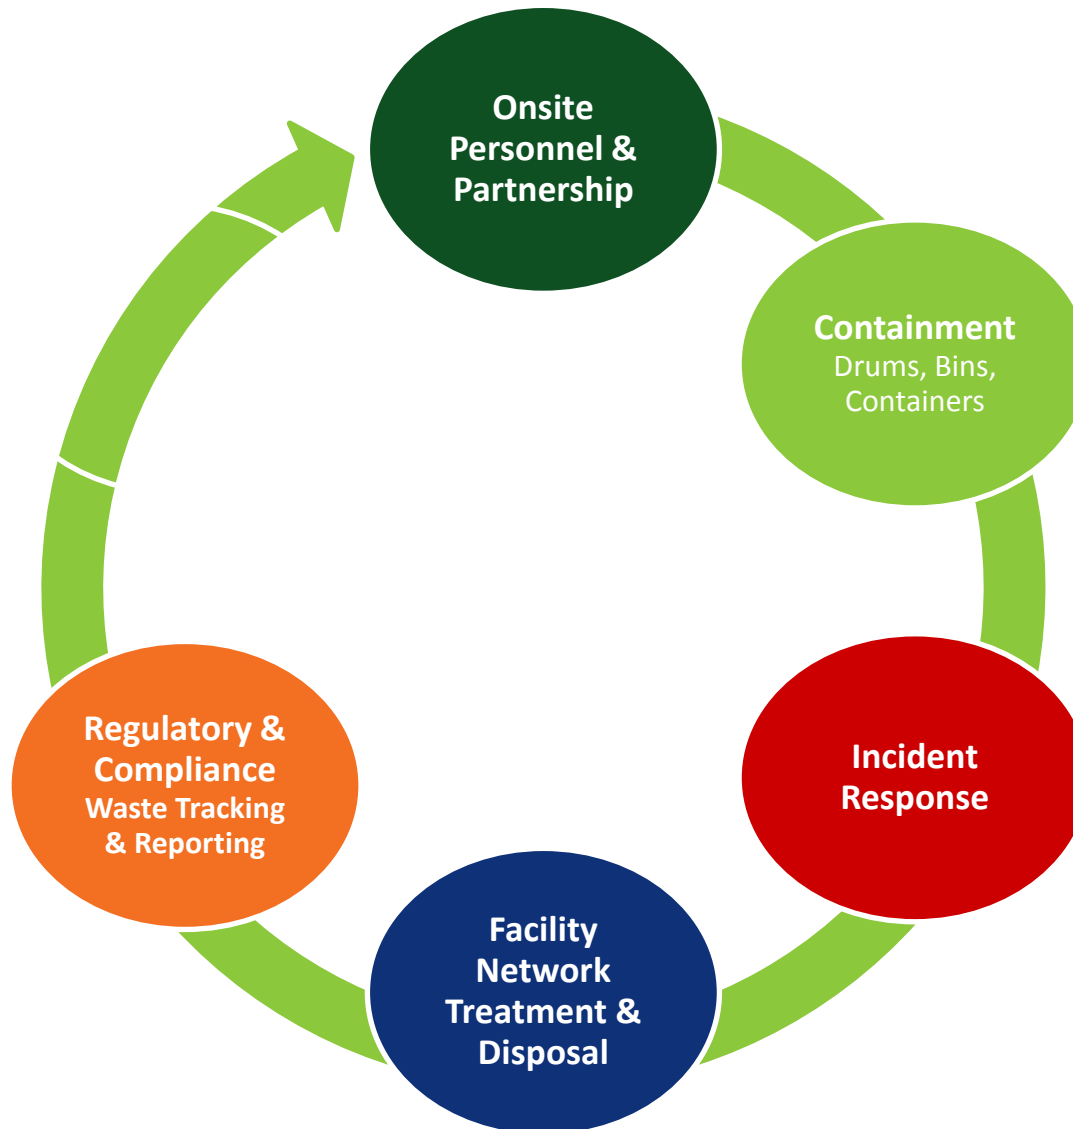 Onsite
Personnel &
Partnership
Containment
Drums, Bins,
Containers
Incident
Response
Facility
Network
Treatment &
Disposal
Regulatory &
Compliance
Waste Tracking
& Reporting